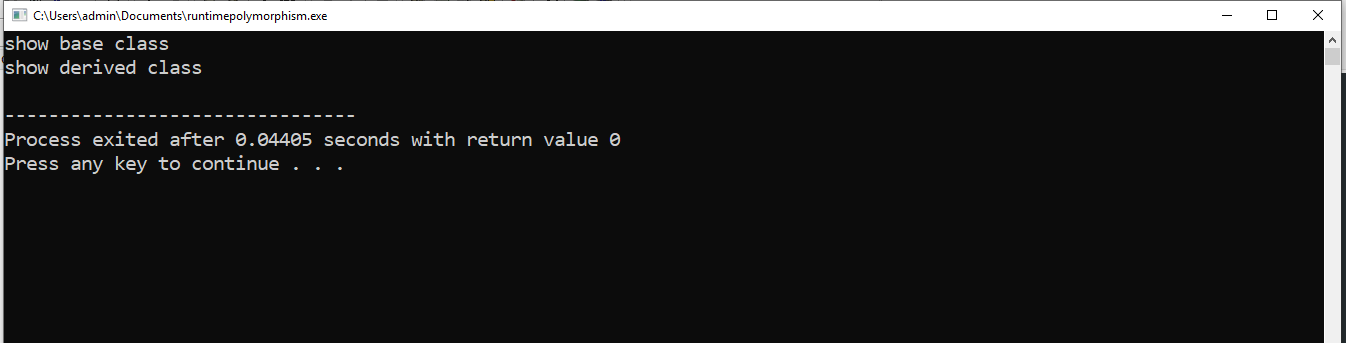 C:\Users\admin\Documents\runtimepolymorphism.exe
show base class
show derived class
--------------------------------
Process exited after 0.04405 seconds with return value 0
Press any key to continue . . .